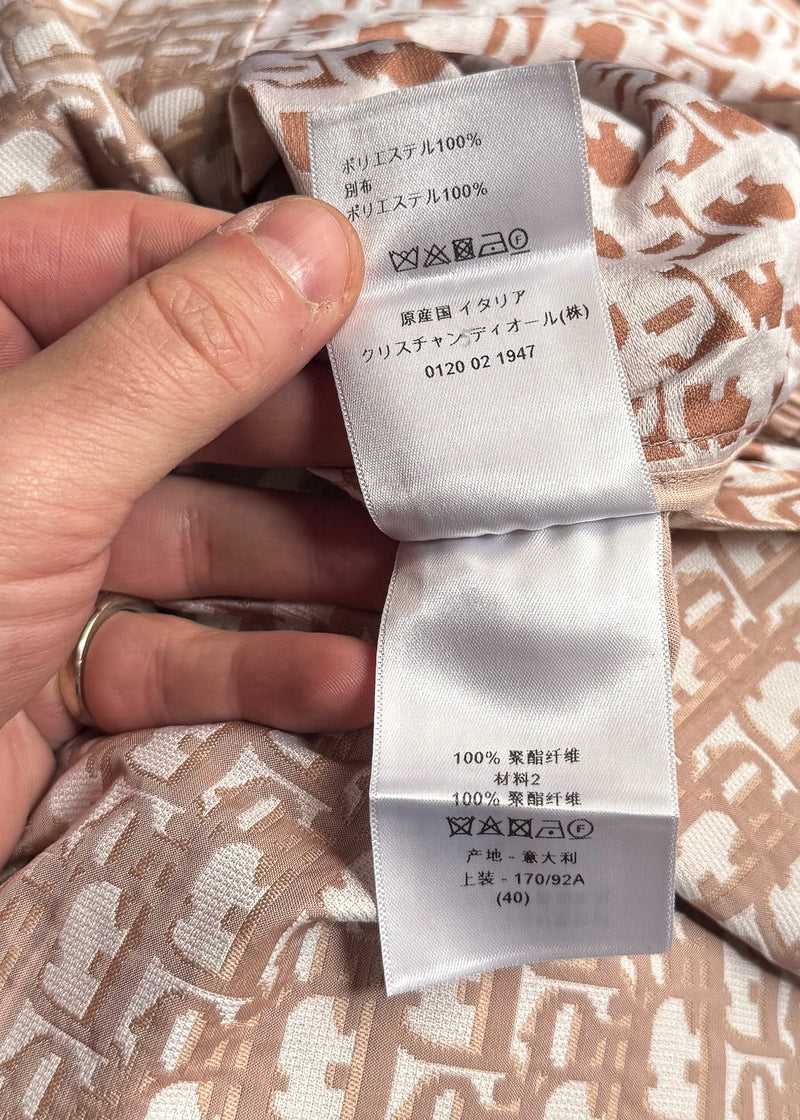 ポリエステル100%
別布
ポリエステル100%
F
原産国 イタリア
クリスチャン ディオール(株)
0120 02 1947
100% 聚酯纤维
材料2
100% 聚酯纤维
F
产地 - 意大利
上装 - 170/92A
(40)